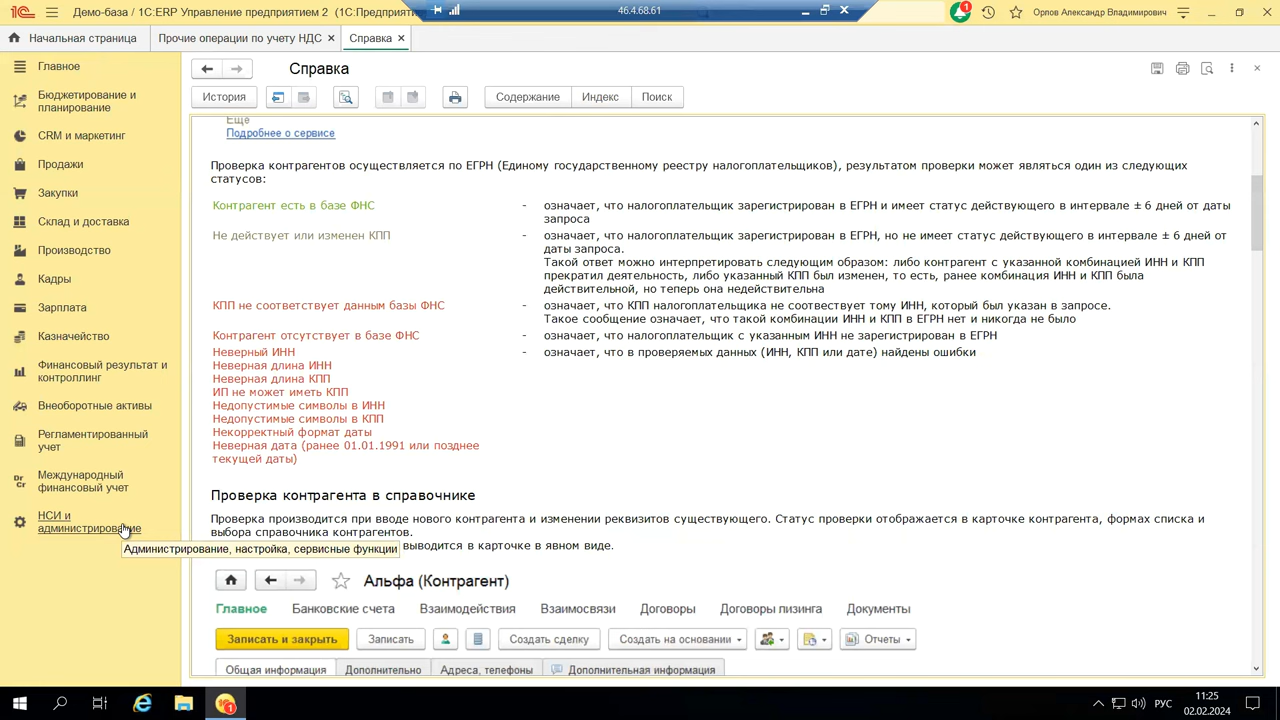 Демо-база / 1С:ERP Управление предприятием 2 (1С:Предприятие
46.4.68.61
1
Орлов Александр Владимирович
Начальная страница
Прочие операции по учету НДС
Справка
Главное
Бюджетирование и
планирование
CRM и маркетинг
Продажи
Закупки
Склад и доставка
Производство
Кадры
Зарплата
Казначейство
Финансовый результат и
контроллинг
Внеоборотные активы
Регламентированный
учет
Dr
Cr
Международный
финансовый учет
НСИ и
администрирование
Администрирование, настройка, сервисные функции
Справка
История
Содержание
Индекс
Поиск
Еще
Подробнее о сервисе
Проверка контрагентов осуществляется по ЕГРН (Единому государственному реестру налогоплательщиков), результатом проверки может являться один из следующих
статусов:
Контрагент есть в базе ФНС - означает, что налогоплательщик зарегистрирован в ЕГРН и имеет статус действующего в интервале ± 6 дней от даты
запроса
Не действует или изменен КПП - означает, что налогоплательщик зарегистрирован в ЕГРН, но не имеет статус действующего в интервале ± 6 дней от
даты запроса.
Такой ответ можно интерпретировать следующим образом: либо контрагент с указанной комбинацией ИНН и КПП
прекратил деятельность, либо указанный КПП был изменен, то есть, ранее комбинация ИНН и КПП была
действительной, но теперь она недействительна
КПП не соответствует данным базы ФНС - означает, что КПП налогоплательщика не соотвествует тому ИНН, который был указан в запросе.
Такое сообщение означает, что такой комбинации ИНН и КПП в ЕГРН нет и никогда не было
Контрагент отсутствует в базе ФНС - означает, что налогоплательщик с указанным ИНН не зарегистрирован в ЕГРН
Неверный ИНН - означает, что в проверяемых данных (ИНН, КПП или дате) найдены ошибки
Неверная длина ИНН
Неверная длина КПП
ИП не может иметь КПП
Недопустимые символы в ИНН
Недопустимые символы в КПП
Некорректный формат даты
Неверная дата (ранее 01.01.1991 или позднее
текущей даты)
Проверка контрагента в справочнике
Проверка производится при вводе нового контрагента и изменении реквизитов существующего. Статус проверки отображается в карточке контрагента, формах списка и
выбора справочника контрагентов.
выводится в карточке в явном виде.
Альфа (Контрагент)
Главное
Банковские счета
Взаимодействия
Взаимосвязи
Договоры
Договоры лизинга
Документы
Записать и закрыть
Записать
Создать сделку
Создать на основании
Отчеты
Общая информация
Дополнительно
Адреса, телефоны
Дополнительная информация
1
РУС
11:25
02.02.2024